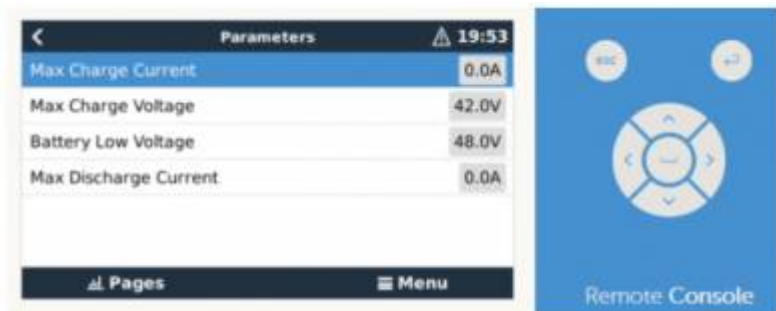 Parameters 19:53
Max Charge Current 0.0A
Max Charge Voltage 42.0V
Battery Low Voltage 48.0V
Max Discharge Current 0.0A
Pages Menu
esc
Remote Console